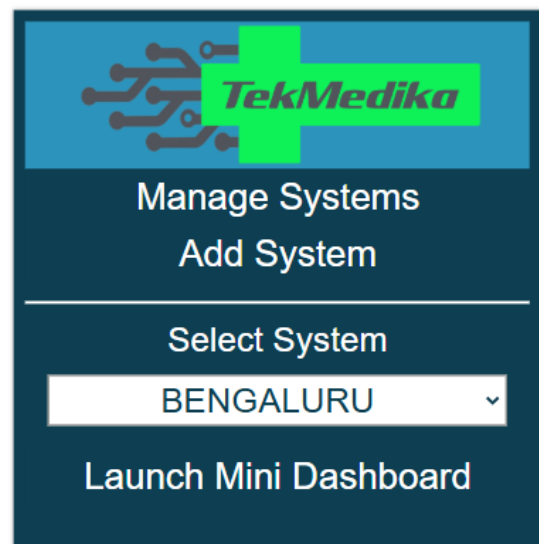 TekMedika
Manage Systems
Add System
Select System
BENGALURU
Launch Mini Dashboard